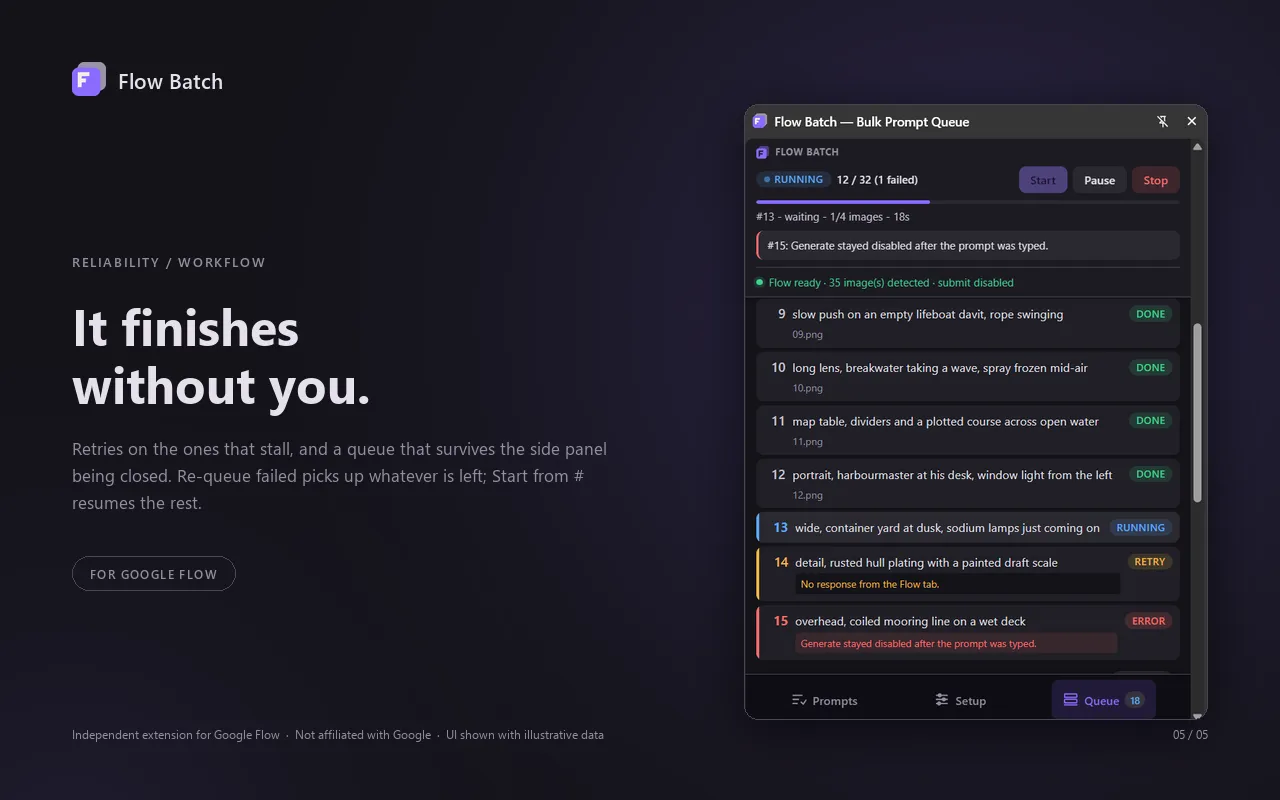 Flow Batch
RELIABILITY / WORKFLOW
It finishes
without you.
Retries on the ones that stall, and a queue that survives the side panel
being closed. Re-queue failed picks up whatever is left; Start from #
resumes the rest.
FOR GOOGLE FLOW
Flow Batch — Bulk Prompt Queue
FLOW BATCH
RUNNING 12 / 32 (1 failed) Start Pause Stop
#13 - waiting - 1/4 images - 18s
#15: Generate stayed disabled after the prompt was typed.
Flow ready · 35 image(s) detected · submit disabled
9 slow push on an empty lifeboat davit, rope swinging DONE
09.png
10 long lens, breakwater taking a wave, spray frozen mid-air DONE
10.png
11 map table, dividers and a plotted course across open water DONE
11.png
12 portrait, harbourmaster at his desk, window light from the left DONE
12.png
13 wide, container yard at dusk, sodium lamps just coming on RUNNING
14 detail, rusted hull plating with a painted draft scale RETRY
No response from the Flow tab.
15 overhead, coiled mooring line on a wet deck ERROR
Generate stayed disabled after the prompt was typed.
Prompts Setup Queue 18
Independent extension for Google Flow · Not affiliated with Google · UI shown with illustrative data
05 / 05